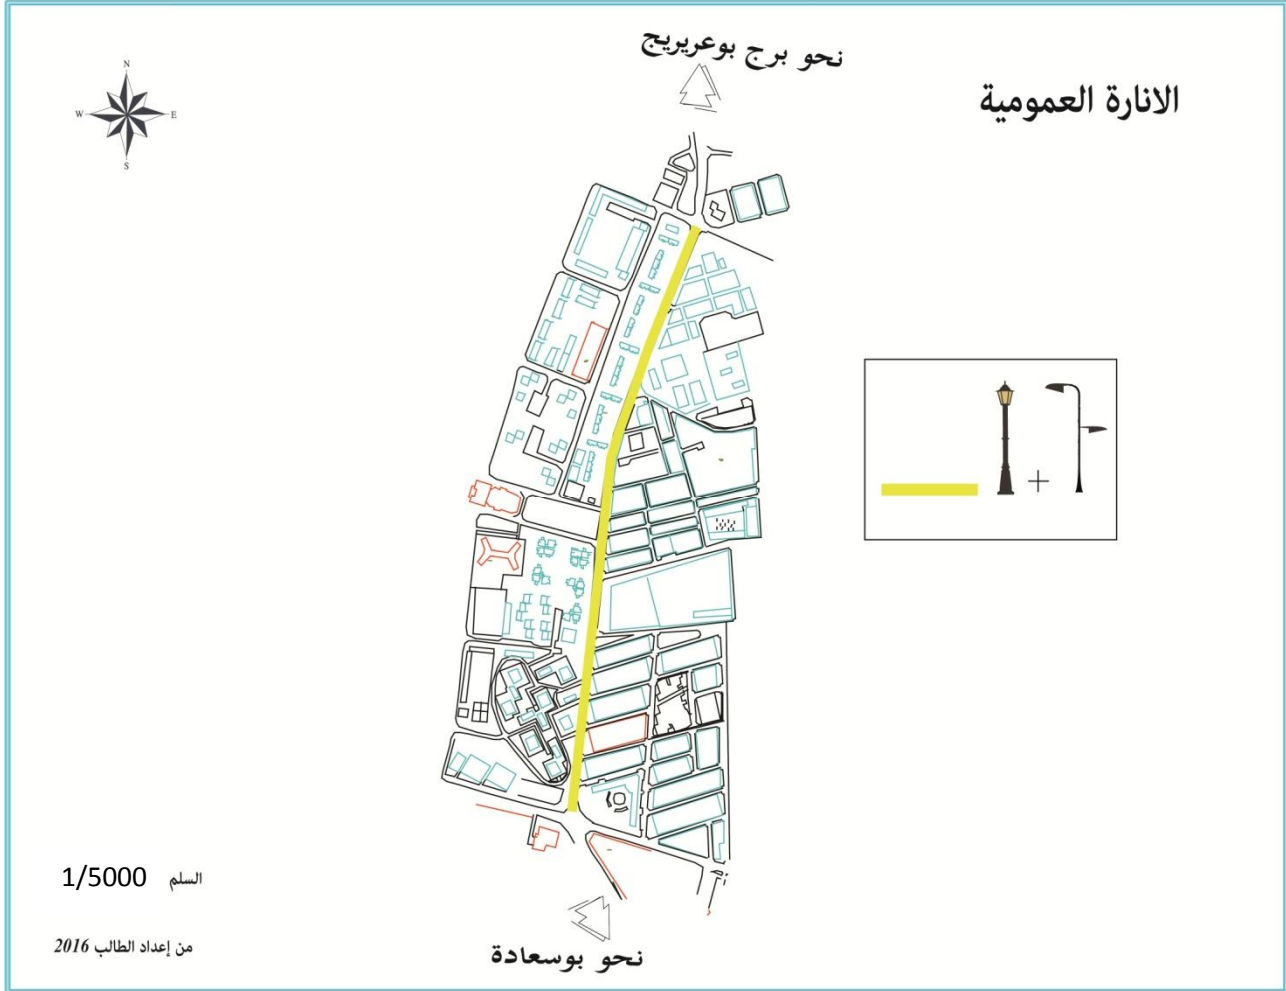 نحو برج بوعريريج
الانارة العمومية
N
W E
S
السلم 1/5000
من إعداد الطالب 2016
نحو بوسعادة